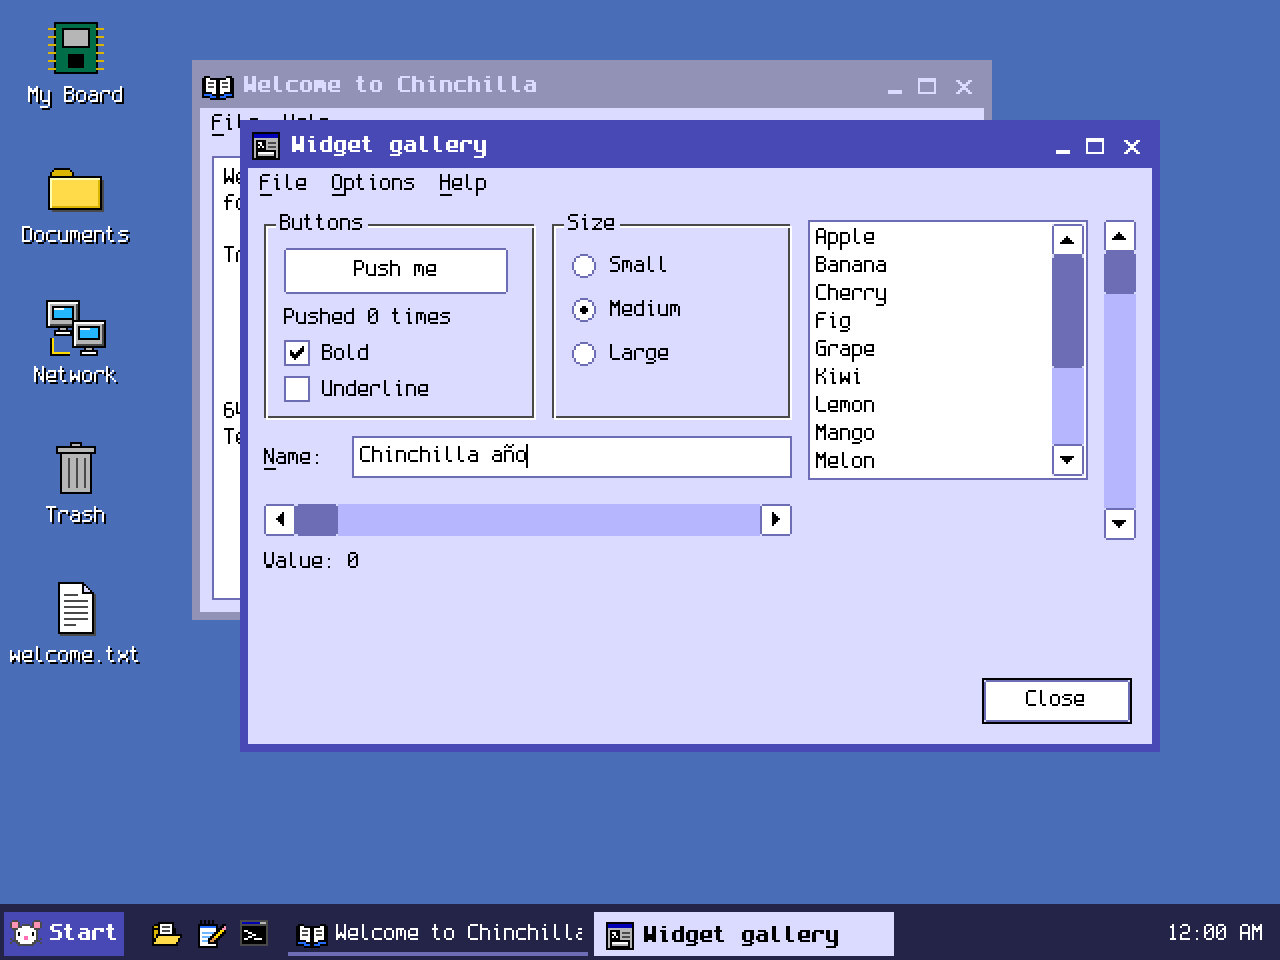 My Board
Documents
Network
Trash
welcome.txt
Welcome to Chinchilla
Widget gallery
File Options Help
Buttons
Push me
Pushed 0 times
Bold
Underline
Size
Small
Medium
Large
Apple
Banana
Cherry
Fig
Grape
Kiwi
Lemon
Mango
Melon
Name: Chinchilla año
Value: 0
Close
Start
Welcome to Chinchilla
Widget gallery
12:00 AM